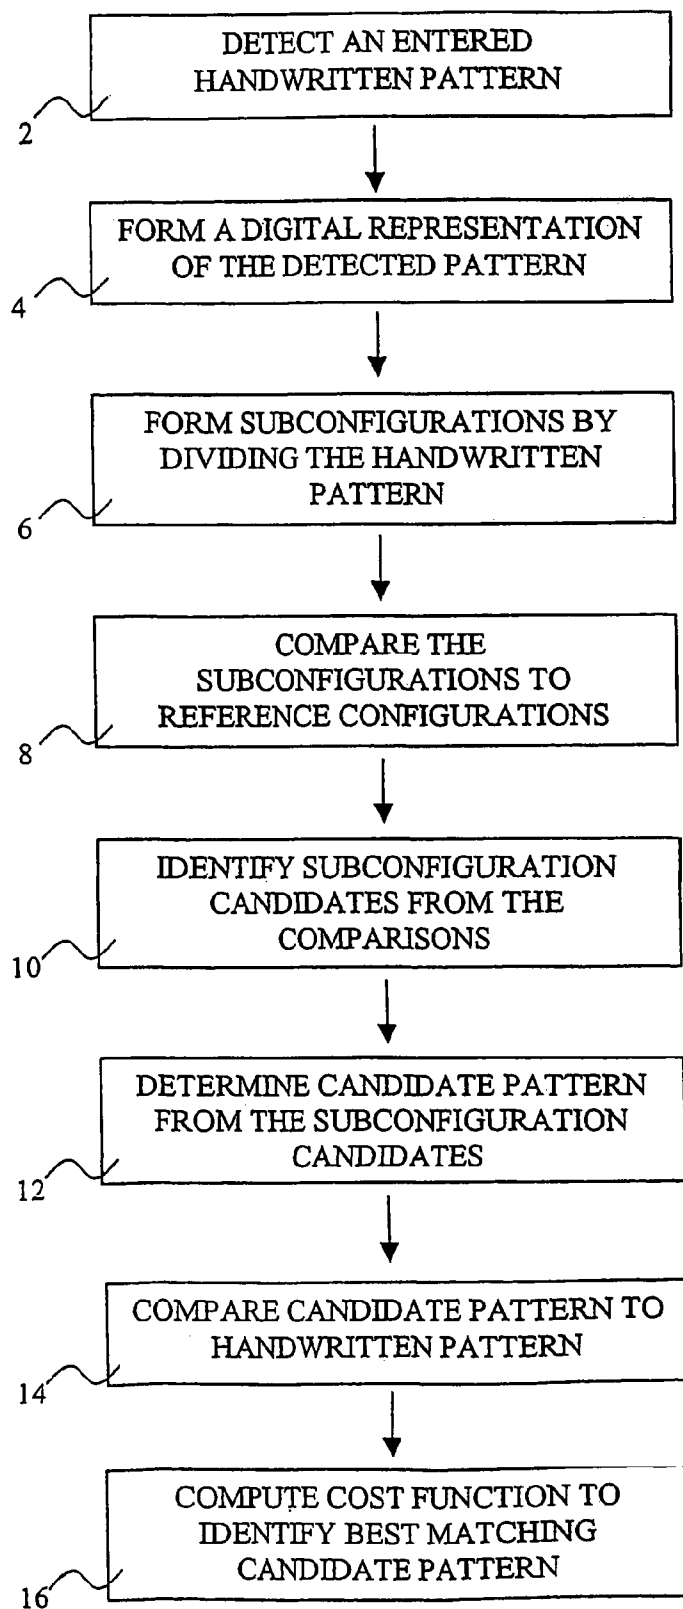 DETECT AN ENTERED
HANDWRITTEN PATTERN
2
FORM A DIGITAL REPRESENTATION
OF THE DETECTED PATTERN
4
FORM SUBCONFIGURATIONS BY
DIVIDING THE HANDWRITTEN
PATTERN
6
COMPARE THE
SUBCONFIGURATIONS TO
REFERENCE CONFIGURATIONS
8
IDENTIFY SUBCONFIGURATION
CANDIDATES FROM THE
COMPARISONS
10
DETERMINE CANDIDATE PATTERN
FROM THE SUBCONFIGURATION
CANDIDATES
12
COMPARE CANDIDATE PATTERN TO
HANDWRITTEN PATTERN
14
COMPUTE COST FUNCTION TO
IDENTIFY BEST MATCHING
CANDIDATE PATTERN
16